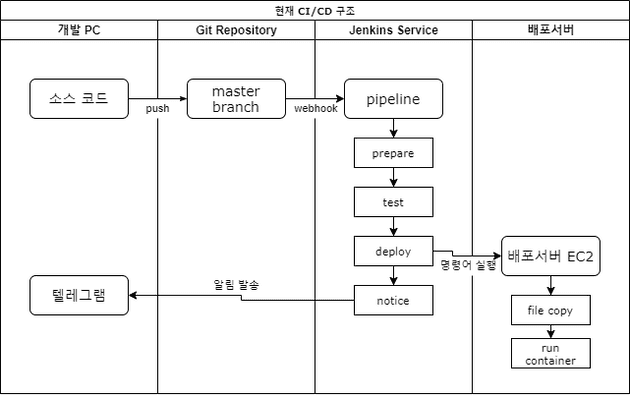 현재 CI/CD 구조
개발 PC
Git Repository
Jenkins Service
배포서버
소스 코드
push
master
branch
webhook
pipeline
prepare
test
deploy
명령어 실행
배포서버 EC2
텔레그램
알림 발송
notice
file copy
run
container